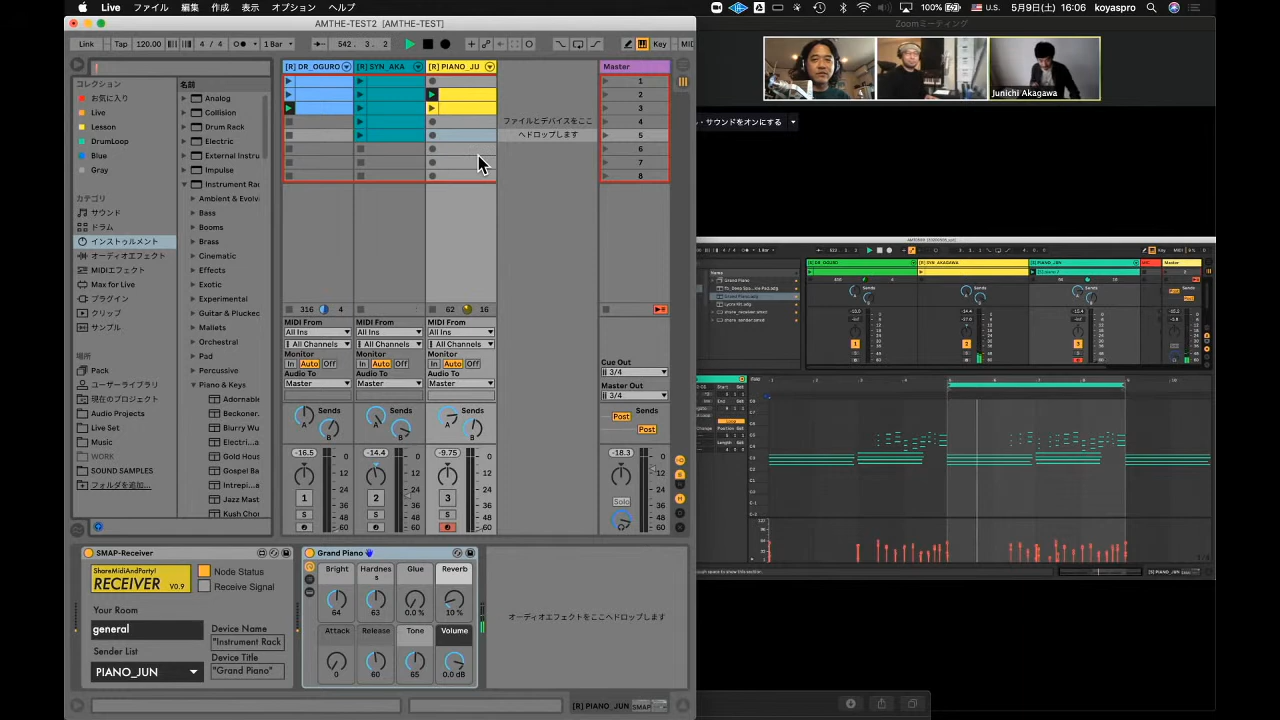 Live ファイル 編集 作成 表示 オプション ヘルプ 100% 5月9日(土) 16:06 koyaspro
AMTHE-TEST2 [AMTHE-TEST]
Zoomミーティング
Link Tap 120.00 4 / 4 1 Bar 542. 3. 2 Key MIDI
Junichi Akagawa
ル・サウンドをオンにする
コレクション
お気に入り
Live
Lesson
DrumLoop
Blue
Gray
カテゴリ
サウンド
ドラム
インストゥルメント
オーディオエフェクト
MIDIエフェクト
Max for Live
プラグイン
クリップ
サンプル
場所
Pack
ユーザーライブラリ
現在のプロジェクト
Audio Projects
Live Set
Music
WORK
SOUND SAMPLES
フォルダを追加...
名前
Analog
Collision
Drum Rack
Electric
External Instru
Impulse
Instrument Rac
Ambient & Evolvi
Bass
Booms
Brass
Cinematic
Effects
Exotic
Experimental
Guitar & Plucked
Mallets
Orchestral
Pad
Percussive
Piano & Keys
Adornable
Beckoner.
Blurry Wu
Electri...a
Gold Hous
Gospel Ba
Intrepi...a
Jazz Mast
Kush Chor
[R] DR_OGURO [R] SYN_AKA [R] PIANO_JU Master
1
2
3
4
5
6
7
8
ファイルとデバイスをここ
へドロップします
316 4 62 16
MIDI From MIDI From MIDI From
All Ins All Ins All Ins
All Channels All Channels All Channels
Monitor Monitor Monitor
In Auto Off In Auto Off In Auto Off
Audio To Audio To Audio To
Master Master Master
Cue Out
3/4
Master Out
3/4
Sends Sends Sends Sends
A B A B A B Post Post
-16.5 -14.4 -9.75 -18.3
0 12 24 36 48 60
1 2 3 Solo
S S S
SMAP-Receiver
ShareMidiAndParty!
RECEIVER V0.9
Node Status
Receive Signal
Your Room
general
Sender List
PIANO_JUN
Device Name
"Instrument Rack
Device Title
"Grand Piano"
Grand Piano
Bright Hardness Glue Reverb
64 63 0.0 % 10 %
Attack Release Tone Volume
0 60 65 0.0 dB
オーディオエフェクトをここへドロップします
[R] PIANO_JUN SMAP
[R] DR_OGURO [R] SYN_AKAGAWA [R] PIANO_JUN Master
Name
Grand Piano
Grand Piano.adg